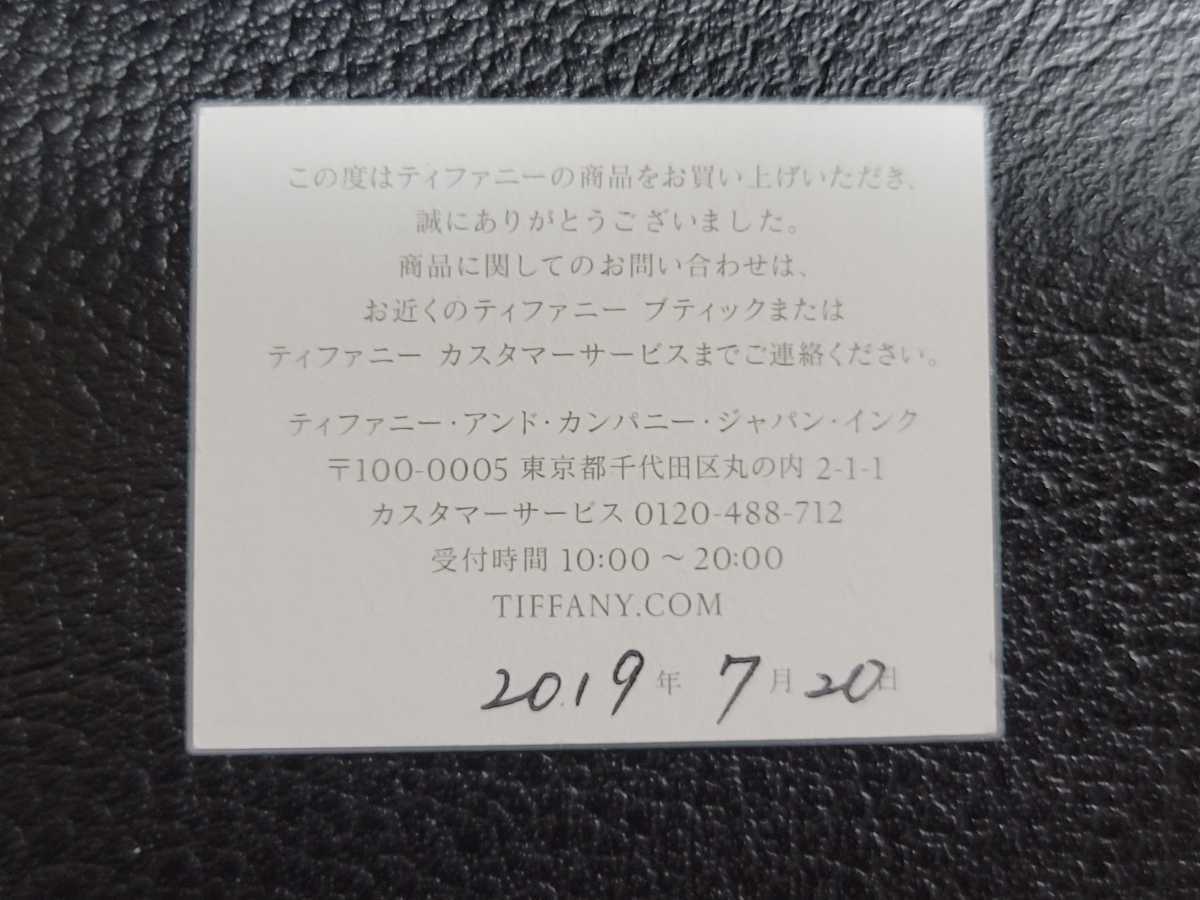 この度はティファニーの商品をお買い上げいただき、
誠にありがとうございました。
商品に関してのお問い合わせは、
お近くのティファニー ブティックまたは
ティファニー カスタマーサービスまでご連絡ください。
ティファニー・アンド・カンパニー・ジャパン・インク
〒100-0005 東京都千代田区丸の内 2-1-1
カスタマーサービス 0120-488-712
受付時間 10:00 ～ 20:00
TIFFANY.COM
2019年 7月20日